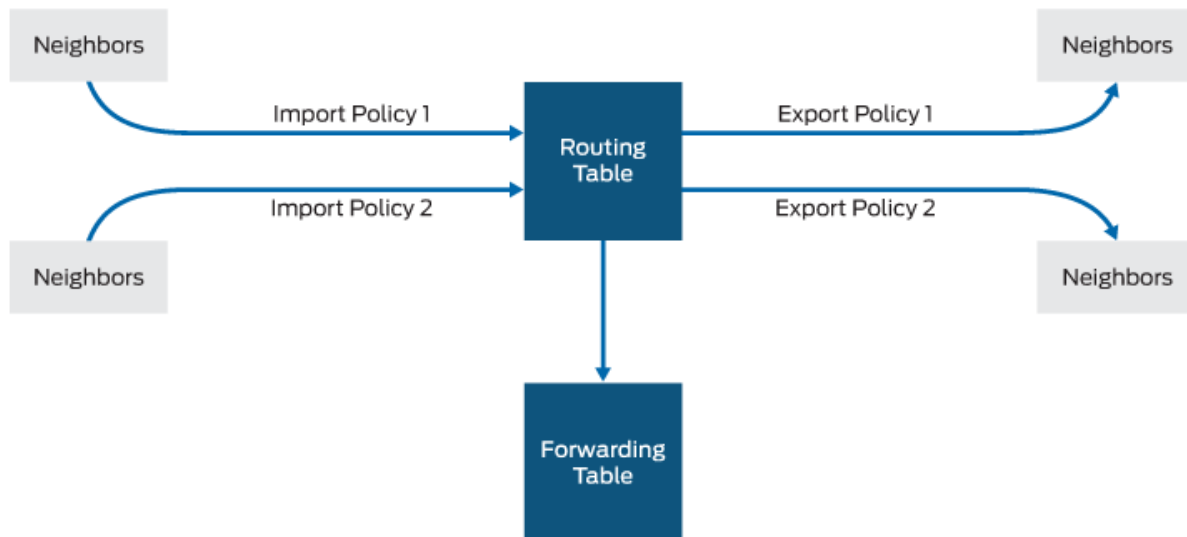 Neighbors
Neighbors
Import Policy 1
Export Policy 1
Routing
Table
Import Policy 2
Export Policy 2
Neighbors
Neighbors
Forwarding
Table